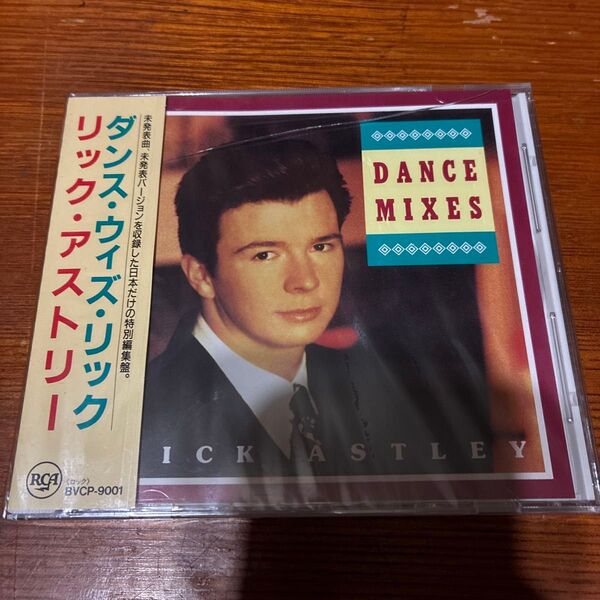 ダンス・ウィズ・リック
リック・アストリー
未発表曲、未発表バージョンを収録した日本だけの特別編集盤。
RCA
〈ロック〉
BVCP-9001
DANCE
MIXES
ICK ASTLEY